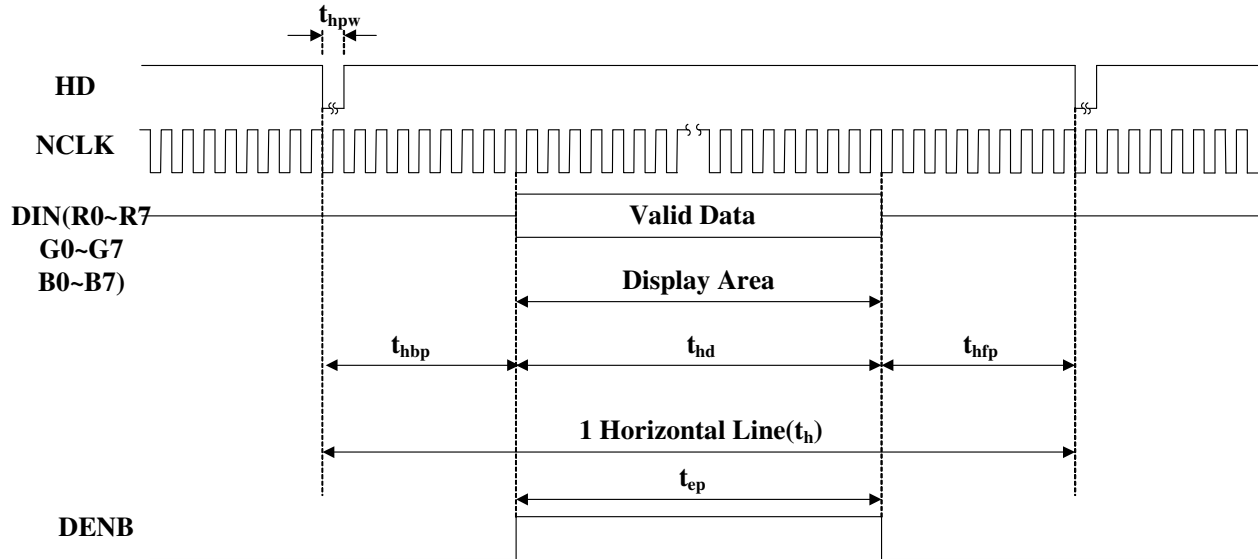 thpw
HD
NCLK
DIN(R0~R7
G0~G7
B0~B7)
Valid Data
Display Area
thbp
thd
thfp
1 Horizontal Line(th)
tep
DENB